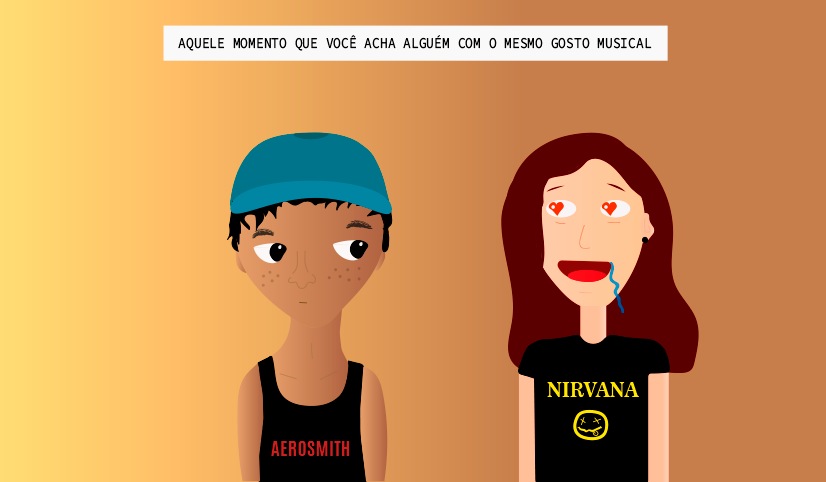 AQUELE MOMENTO QUE VOCÊ ACHA ALGUÉM COM O MESMO GOSTO MUSICAL
NIRVANA
AEROSMITH